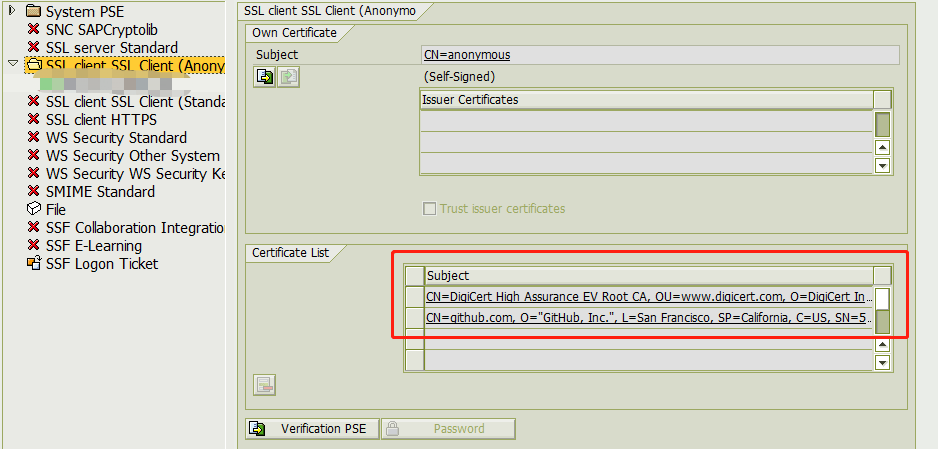 System PSE
SNC SAPCryptolib
SSL server Standard
SSL client SSL Client (Anony
SSL client SSL Client (Standa
SSL client HTTPS
WS Security Standard
WS Security Other System
WS Security WS Security Ke
SMIME Standard
File
SSF Collaboration Integratio
SSF E-Learning
SSF Logon Ticket
SSL client SSL Client (Anonymo
Own Certificate
Subject CN=anonymous
(Self-Signed)
Issuer Certificates
Trust issuer certificates
Certificate List
Subject
CN=DigiCert High Assurance EV Root CA, OU=www.digicert.com, O=DigiCert In...
CN=github.com, O="GitHub, Inc.", L=San Francisco, SP=California, C=US, SN=5...
Verification PSE Password